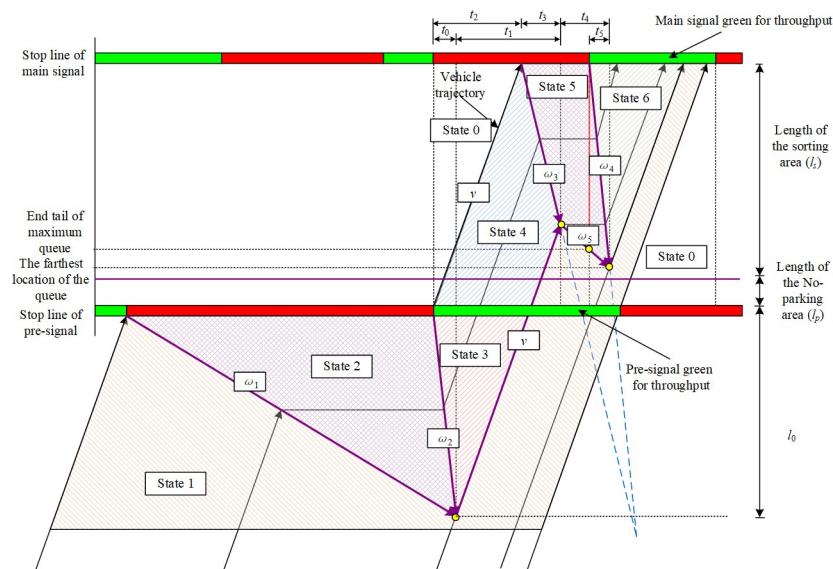 t₂
t₃
t₄
t₀
t₁
t₅
Main signal green for throughput
Stop line of
main signal
Vehicle
trajectory
State 5
State 6
State 0
Length of
the sorting
area (lₛ)
ω₃
ω₄
v
End tail of
maximum
queue
State 4
ω₅
State 0
The farthest
location of the
queue
Length of
the No-
parking
area (lₚ)
Stop line of
pre-signal
State 2
State 3
v
Pre-signal green
for throughput
ω₁
ω₂
l₀
State 1